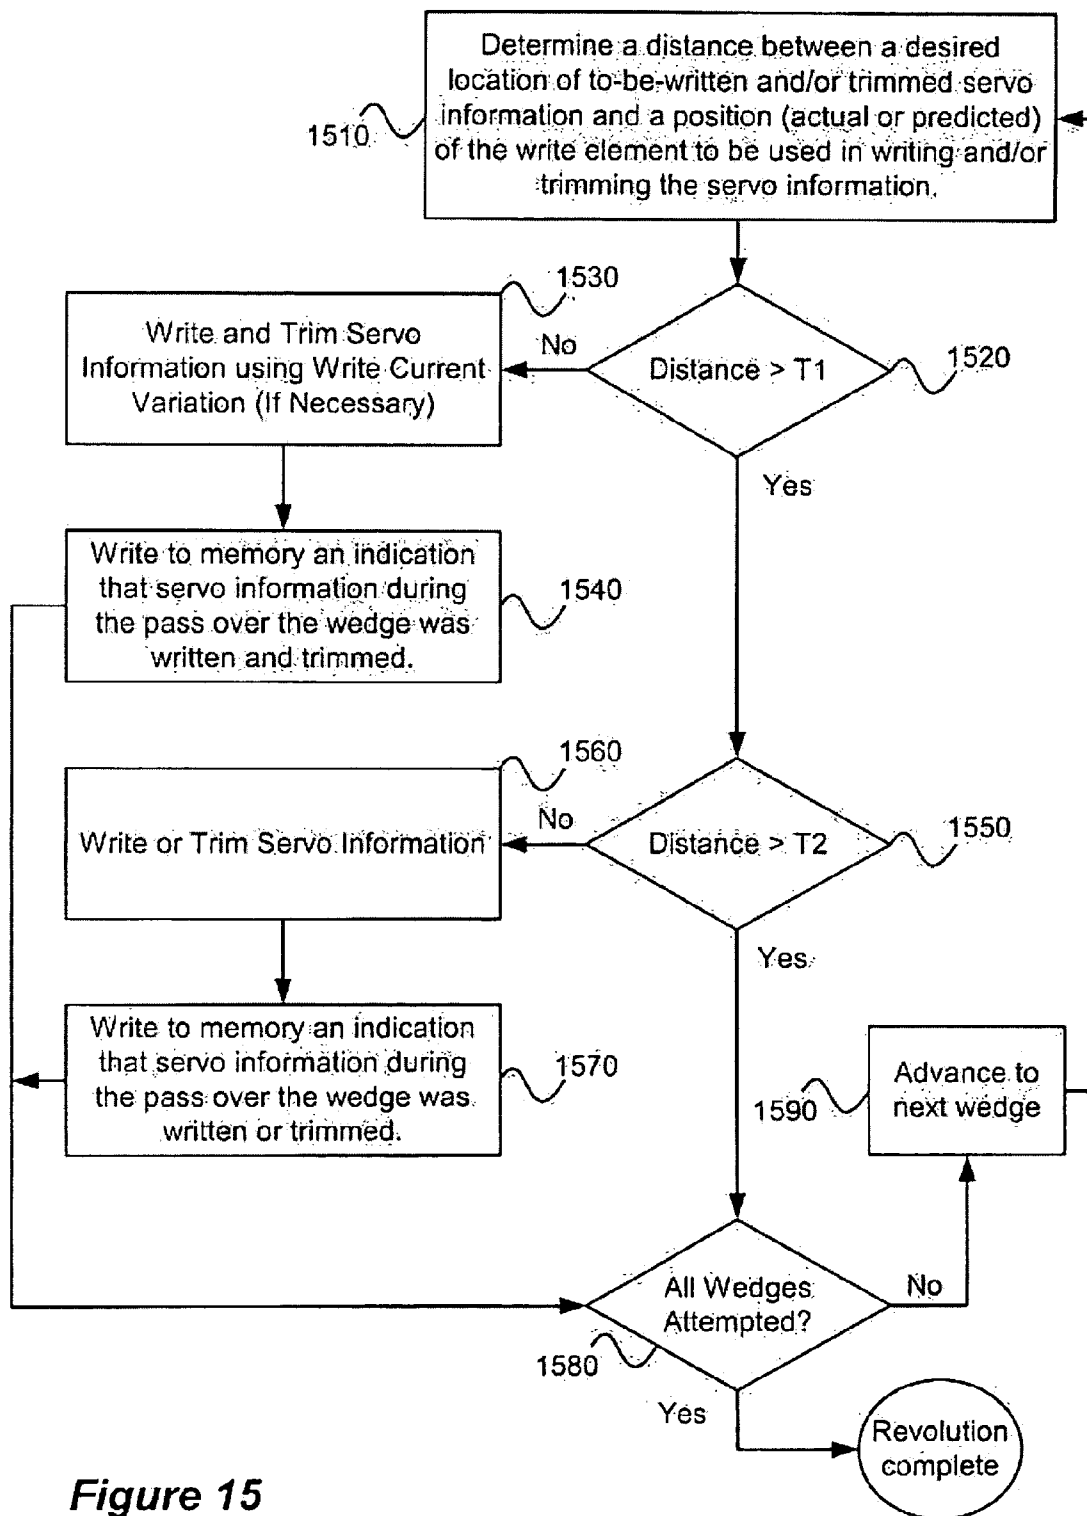 Determine a distance between a desired
location of to-be-written and/or trimmed servo
information and a position (actual or predicted)
of the write element to be used in writing and/or
trimming the servo information.
1510
1530
Write and Trim Servo
Information using Write Current
Variation (If Necessary)
No
Distance > T1
1520
Yes
Write to memory an indication
that servo information during
the pass over the wedge was
written and trimmed.
1540
1560
Write or Trim Servo Information
No
Distance > T2
1550
Yes
Write to memory an indication
that servo information during
the pass over the wedge was
written or trimmed.
1570
1590
Advance to
next wedge
All Wedges
Attempted?
No
1580
Yes
Revolution
complete
Figure 15